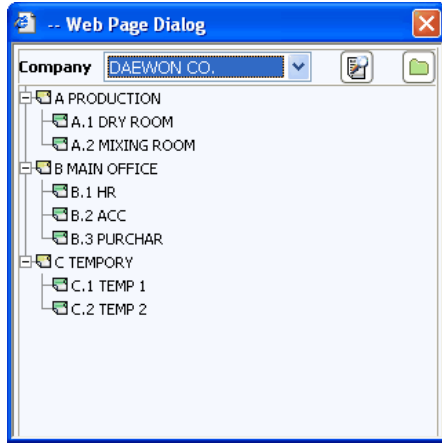 -- Web Page Dialog
Company DAEWON CO.
A PRODUCTION
A.1 DRY ROOM
A.2 MIXING ROOM
B MAIN OFFICE
B.1 HR
B.2 ACC
B.3 PURCHAR
C TEMPORY
C.1 TEMP 1
C.2 TEMP 2